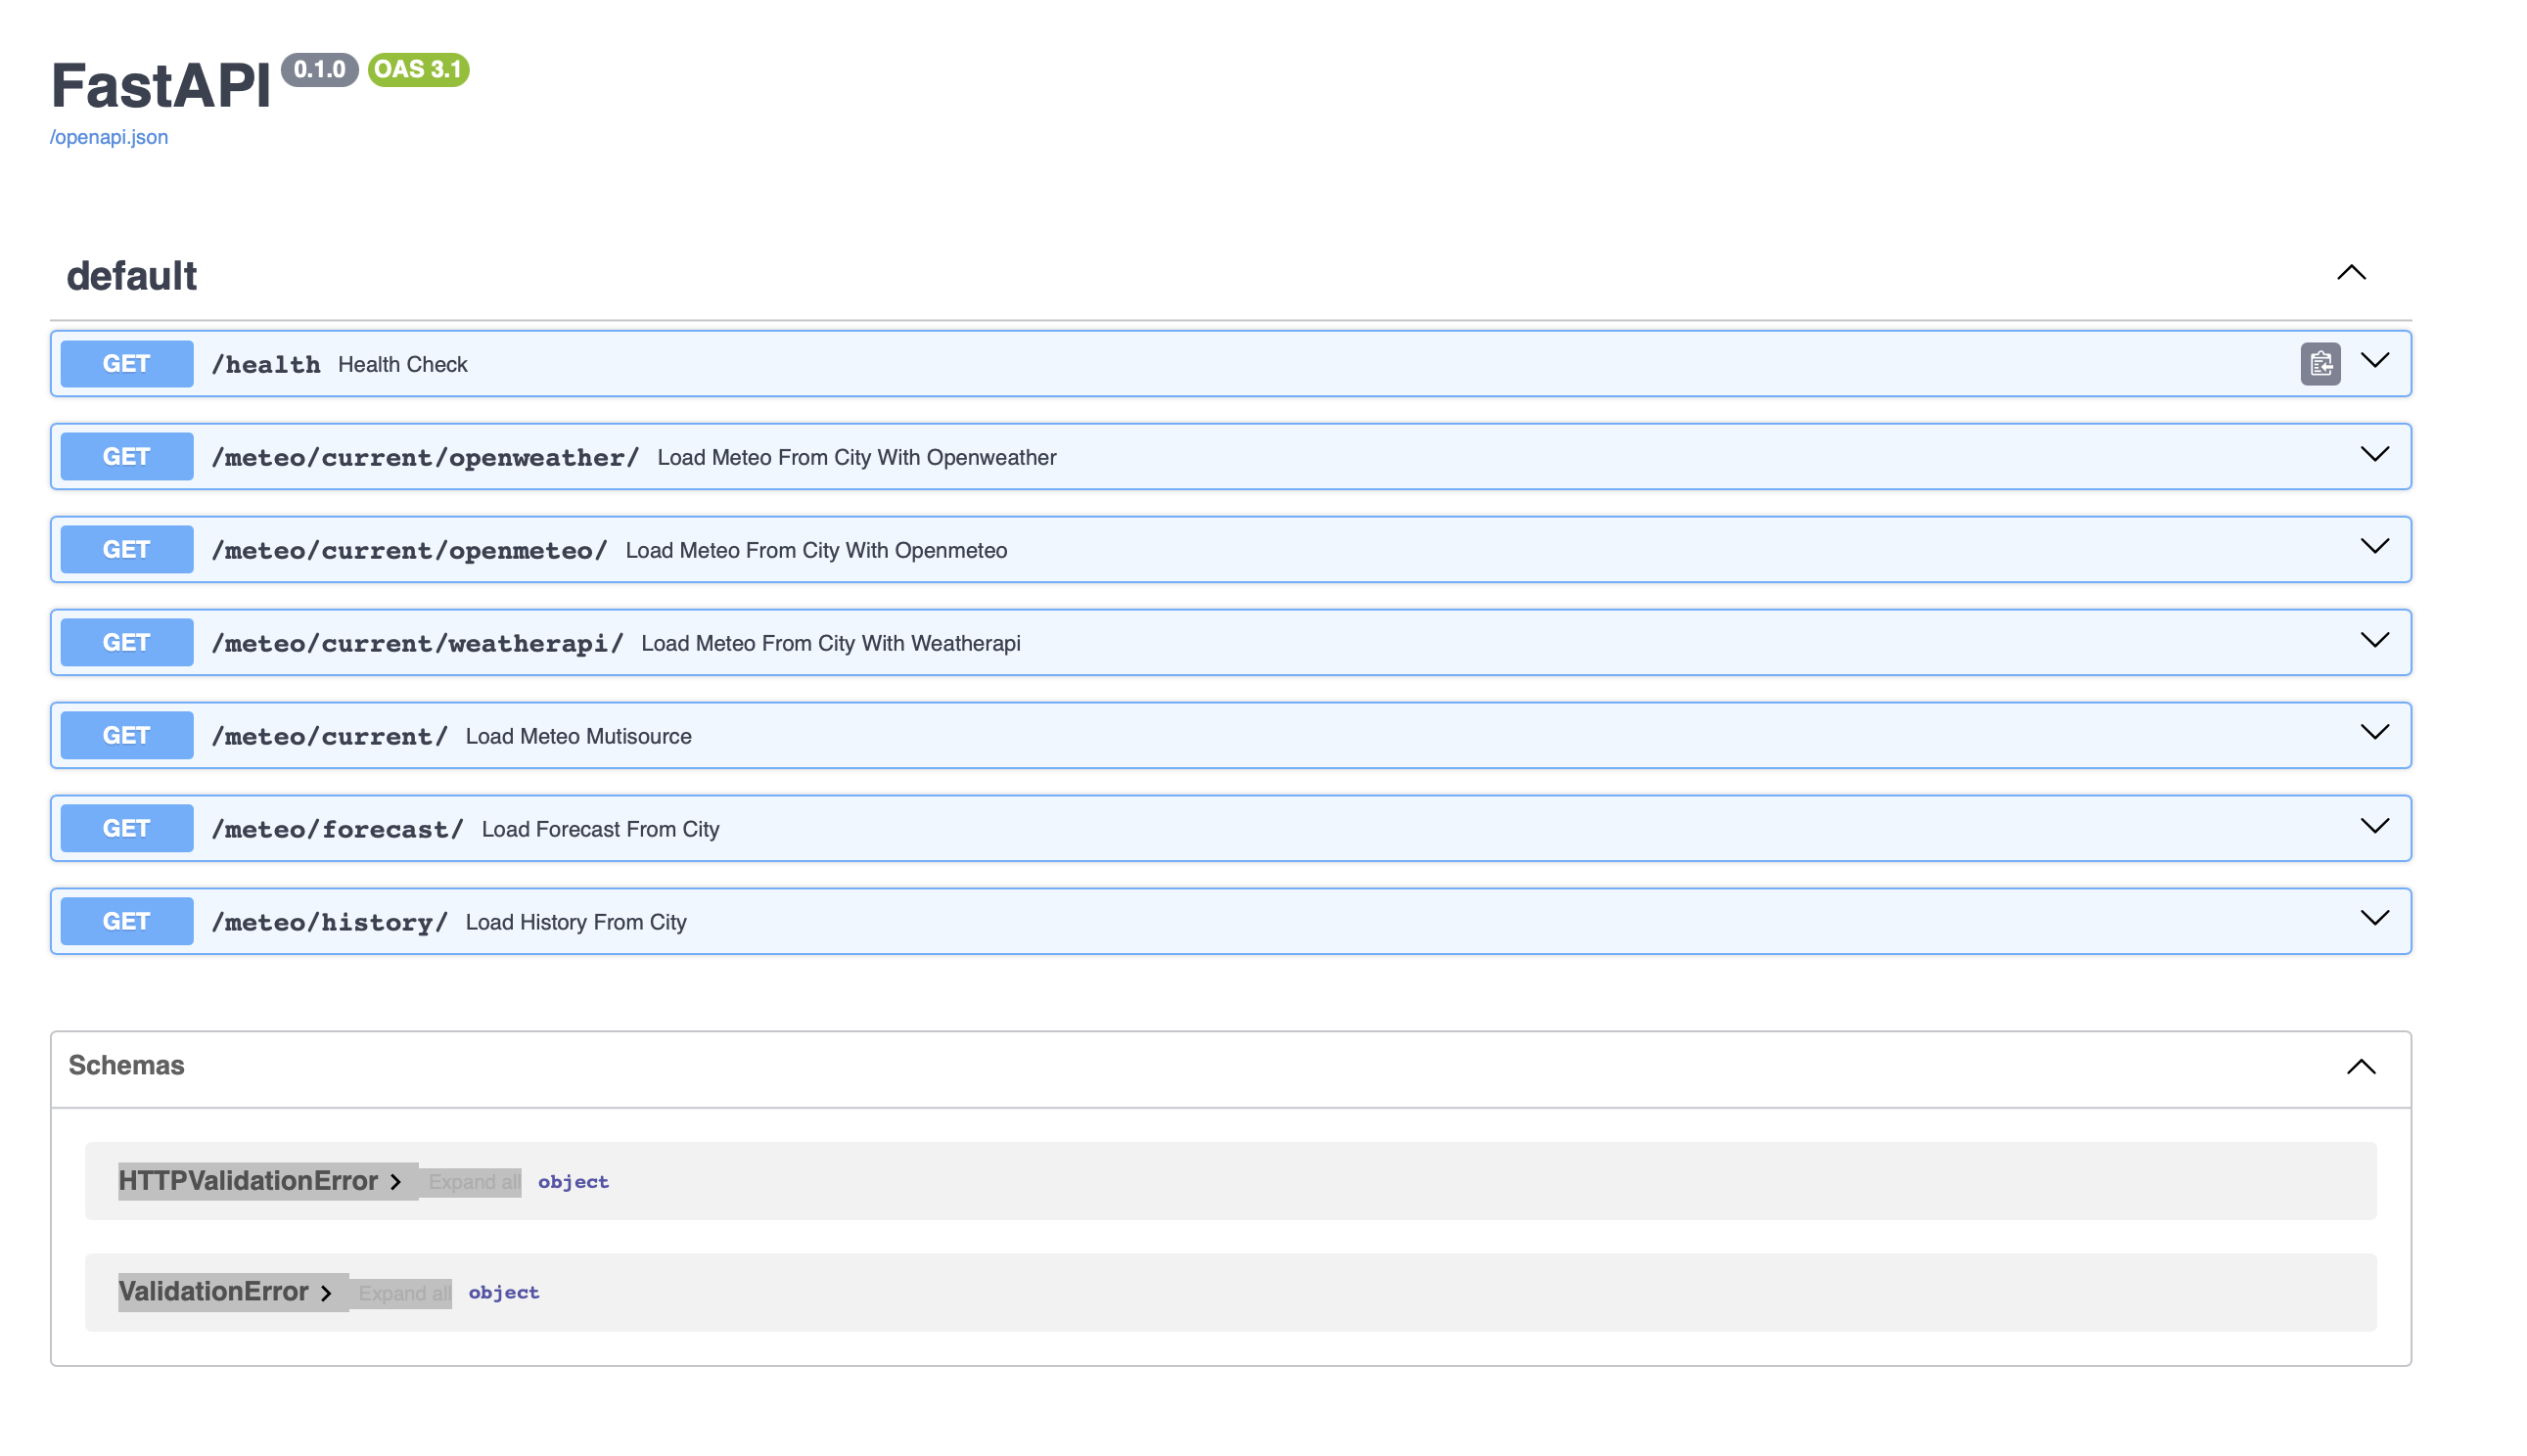 FastAPI 0.1.0 OAS 3.1
/openapi.json
default
GET /health Health Check
GET /meteo/current/openweather/ Load Meteo From City With Openweather
GET /meteo/current/openmeteo/ Load Meteo From City With Openmeteo
GET /meteo/current/weatherapi/ Load Meteo From City With Weatherapi
GET /meteo/current/ Load Meteo Mutisource
GET /meteo/forecast/ Load Forecast From City
GET /meteo/history/ Load History From City
Schemas
HTTPValidationError Expand all object
ValidationError Expand all object